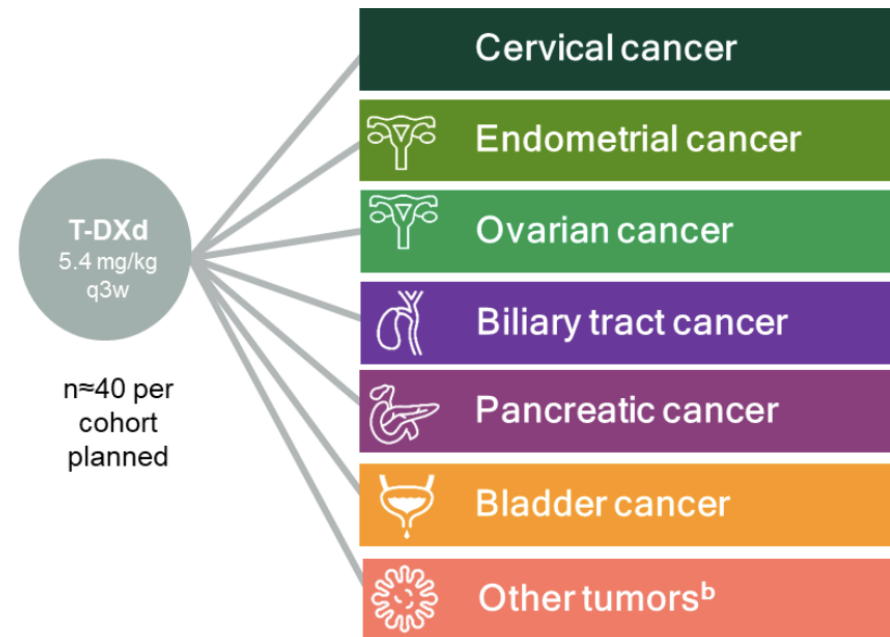 T-DXd
5.4 mg/kg
q3w
n≈40 per
cohort
planned
Cervical cancer
Endometrial cancer
Ovarian cancer
Biliary tract cancer
Pancreatic cancer
Bladder cancer
Other tumorsᵇ